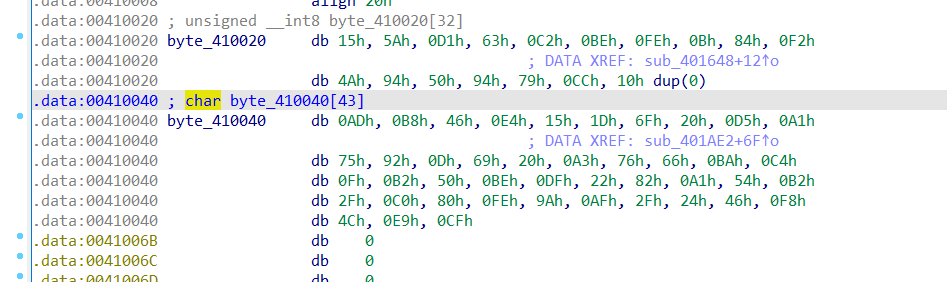 .data:00410008 align 20h
.data:00410020 ; unsigned __int8 byte_410020[32]
.data:00410020 byte_410020 db 15h, 5Ah, 0D1h, 63h, 0C2h, 0BEh, 0FEh, 0Bh, 84h, 0F2h
.data:00410020 ; DATA XREF: sub_401648+12↑o
.data:00410020 db 4Ah, 94h, 50h, 94h, 79h, 0CCh, 10h dup(0)
.data:00410040 ; char byte_410040[43]
.data:00410040 byte_410040 db 0ADh, 0B8h, 46h, 0E4h, 15h, 1Dh, 6Fh, 20h, 0D5h, 0A1h
.data:00410040 ; DATA XREF: sub_401AE2+6F↑o
.data:00410040 db 75h, 92h, 0Dh, 69h, 20h, 0A3h, 76h, 66h, 0BAh, 0C4h
.data:00410040 db 0Fh, 0B2h, 50h, 0BEh, 0DFh, 22h, 82h, 0A1h, 54h, 0B2h
.data:00410040 db 2Fh, 0C0h, 80h, 0FEh, 9Ah, 0AFh, 2Fh, 24h, 46h, 0F8h
.data:00410040 db 4Ch, 0E9h, 0CFh
.data:0041006B db 0
.data:0041006C db 0
.data:0041006D db 0